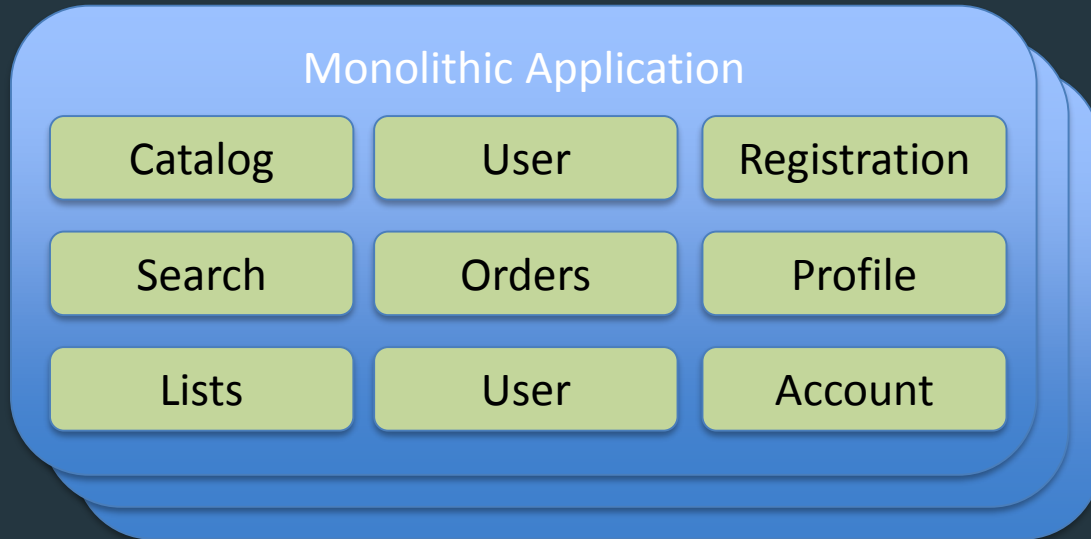 Monolithic Application
Catalog
User
Registration
Search
Orders
Profile
Lists
User
Account